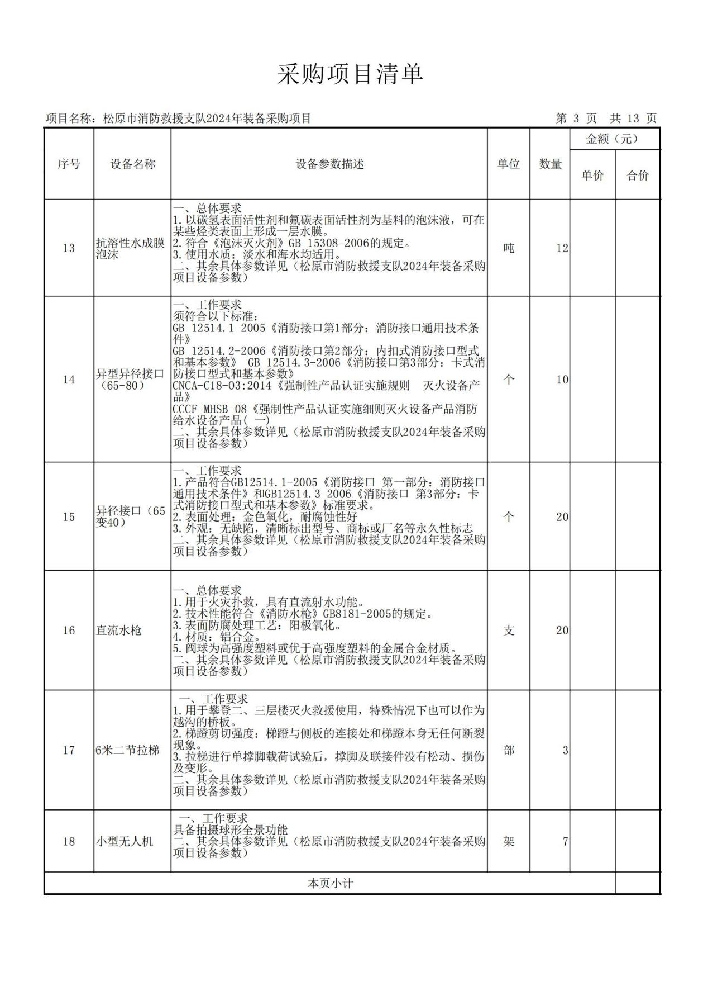 采购项目清单
项目名称：松原市消防救援支队2024年装备采购项目
第 3 页 共 13 页
序号
设备名称
设备参数描述
单位
数量
金额（元）
单价
合价
13
抗溶性水成膜
泡沫
一、总体要求
1.以碳氢表面活性剂和氟碳表面活性剂为基料的泡沫液，可在
某些烃类表面上形成一层水膜。
2.符合《泡沫灭火剂》GB 15308-2006的规定。
3.使用水质：淡水和海水均适用。
二、其余具体参数详见（松原市消防救援支队2024年装备采购
项目设备参数）
吨
12
14
异型异径接口
（65-80）
一、工作要求
须符合以下标准：
GB 12514.1-2005《消防接口第1部分：消防接口通用技术条
件》
GB 12514.2-2006《消防接口第2部分：内扣式消防接口型式
和基本参数》 GB 12514.3-2006《消防接口第3部分：卡式消
防接口型式和基本参数》
CNCA-C18-03:2014《强制性产品认证实施规则  灭火设备产
品》
CCCF-MHSB-08《强制性产品认证实施细则灭火设备产品消防
给水设备产品( 一)
二、其余具体参数详见（松原市消防救援支队2024年装备采购
项目设备参数）
个
10
15
异径接口（65
变40）
一、工作要求
1.产品符合GB12514.1-2005《消防接口 第一部分：消防接口
通用技术条件》和GB12514.3-2006《消防接口 第3部分：卡
式消防接口型式和基本参数》标准要求。
2.表面处理：金色氧化，耐腐蚀性好
3.外观：无缺陷，清晰标出型号、商标或厂名等永久性标志
二、其余具体参数详见（松原市消防救援支队2024年装备采购
项目设备参数）
个
20
16
直流水枪
一、总体要求
1.用于火灾扑救，具有直流射水功能。
2.技术性能符合《消防水枪》GB8181-2005的规定。
3.表面防腐处理工艺：阳极氧化。
4.材质：铝合金。
5.阀球为高强度塑料或优于高强度塑料的金属合金材质。
二、其余具体参数详见（松原市消防救援支队2024年装备采购
项目设备参数）
支
20
17
6米二节拉梯
一、工作要求
1.用于攀登二、三层楼灭火救援使用，特殊情况下也可以作为
越沟的桥板。
2.梯蹬剪切强度：梯蹬与侧板的连接处和梯蹬本身无任何断裂
现象。
3.拉梯进行单撑脚载荷试验后，撑脚及联接件没有松动、损伤
及变形。
二、其余具体参数详见（松原市消防救援支队2024年装备采购
项目设备参数）
部
3
18
小型无人机
一、工作要求
具备拍摄球形全景功能
二、其余具体参数详见（松原市消防救援支队2024年装备采购
项目设备参数）
架
7
本页小计